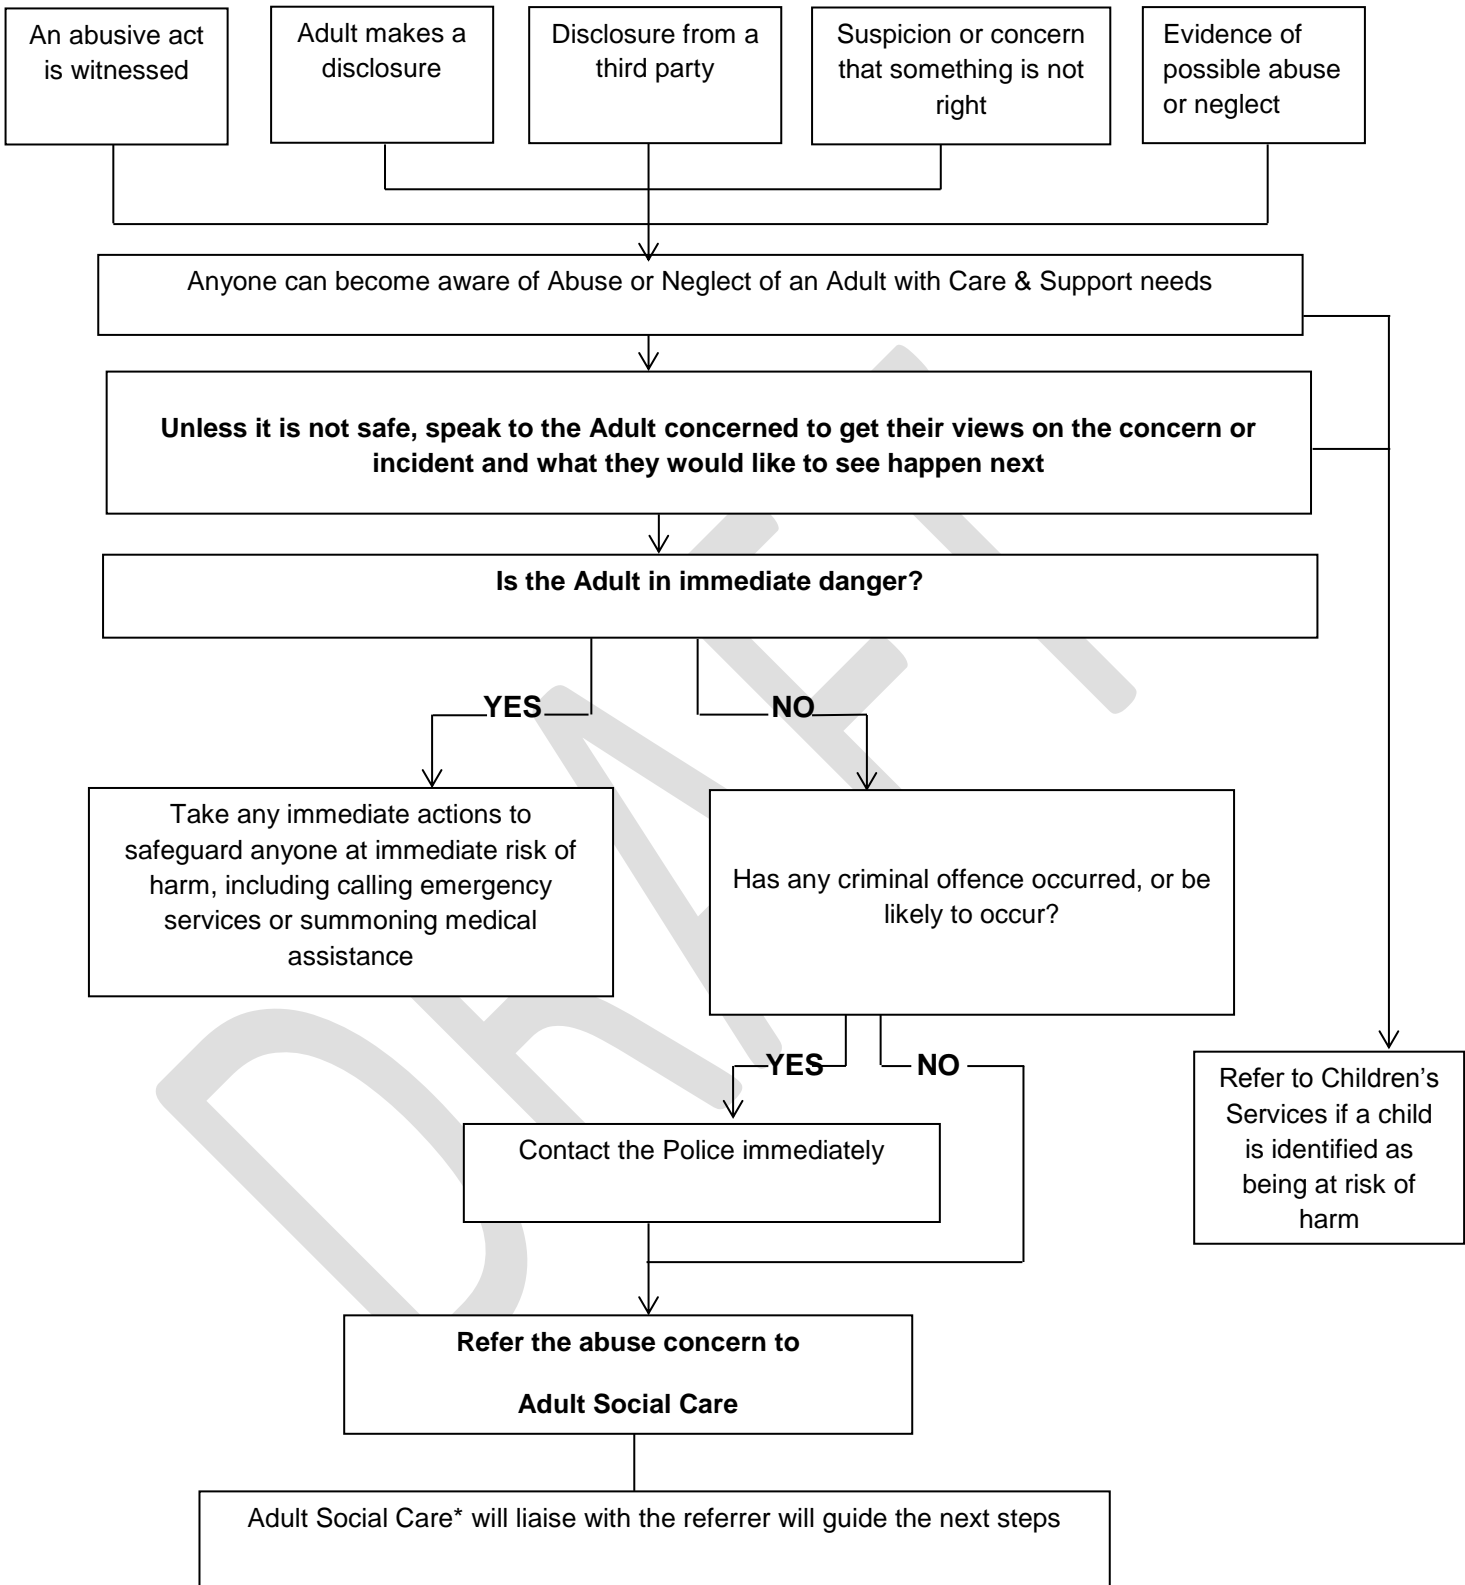 An abusive act
is witnessed
Adult makes a
disclosure
Disclosure from a
third party
Suspicion or concern
that something is not
right
Evidence of
possible abuse
or neglect
Anyone can become aware of Abuse or Neglect of an Adult with Care & Support needs
Unless it is not safe, speak to the Adult concerned to get their views on the concern or
incident and what they would like to see happen next
Is the Adult in immediate danger?
YES
NO
Take any immediate actions to
safeguard anyone at immediate risk of
harm, including calling emergency
services or summoning medical
assistance
Has any criminal offence occurred, or be
likely to occur?
YES
NO
Contact the Police immediately
Refer to Children’s
Services if a child
is identified as
being at risk of
harm
Refer the abuse concern to
Adult Social Care
Adult Social Care* will liaise with the referrer will guide the next steps
DRAFT